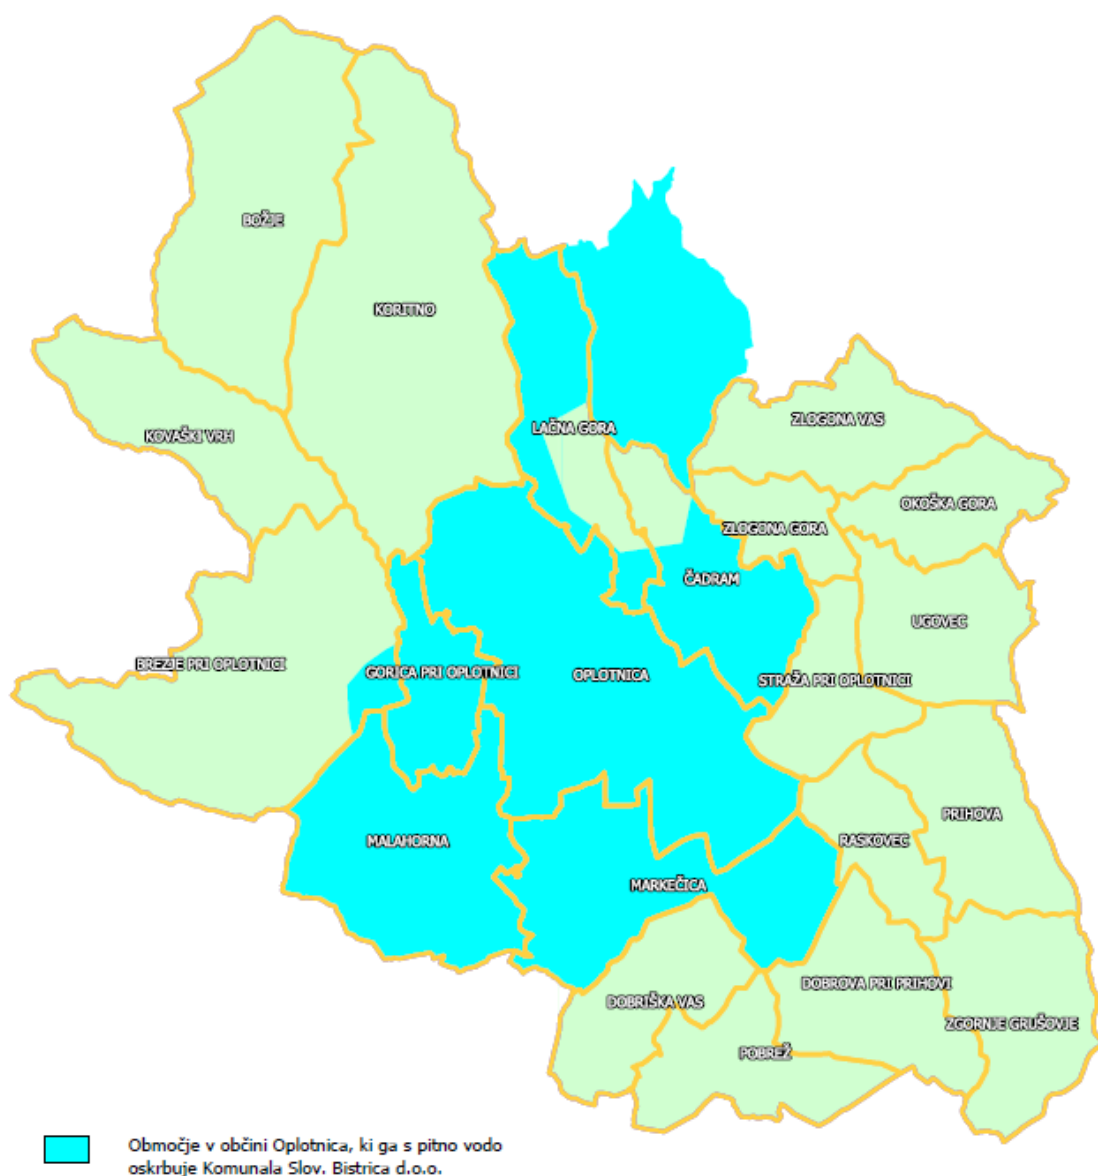 BOŽJE
KORITNO
ZLOGONA VAS
LAČNA GORA
KOVAŠKI VRH
OKOŠKA GORA
ZLOGONA GORA
ČADRAM
UGOVEC
BREZJE PRI OPLOTNICI
GORICA PRI OPLOTNICI
OPLOTNICA
STRAŽA PRI OPLOTNICI
PRIHOVA
MALAHORNA
RASKOVEC
MARKEČICA
DOBROVA PRI PRIHOVI
DOBRIŠKA VAS
ZGORNJE GRUŠOVJE
POBREŽ
Območje v občini Oplotnica, ki ga s pitno vodo
oskrbuje Komunala Slov. Bistrica d.o.o.